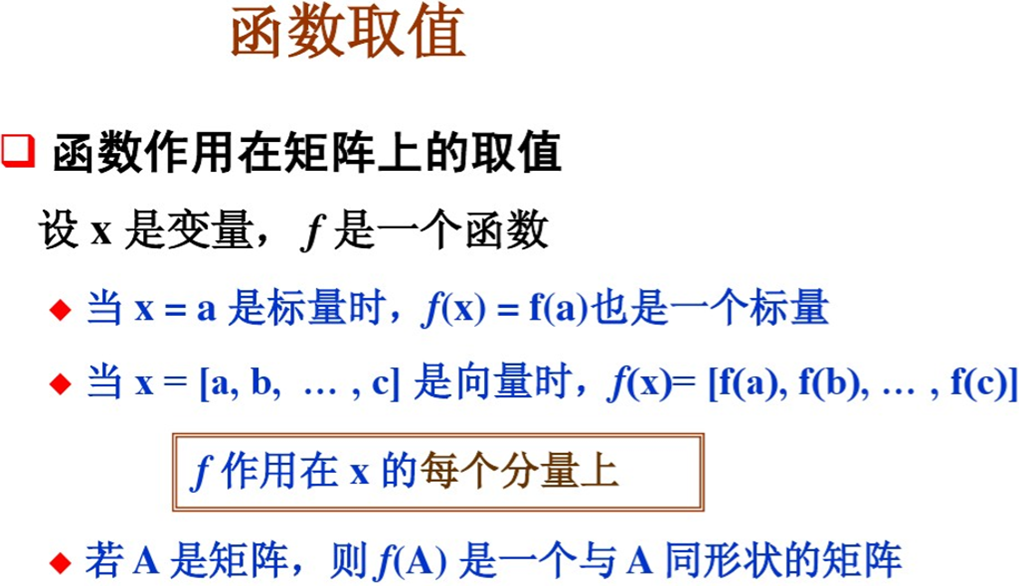 函数取值
函数作用在矩阵上的取值
设 x 是变量， f 是一个函数
当 x = a 是标量时，f(x) = f(a)也是一个标量
当 x = [a, b, … , c] 是向量时，f(x)= [f(a), f(b), … , f(c)]
f 作用在 x 的每个分量上
若 A 是矩阵，则 f(A) 是一个与 A 同形状的矩阵